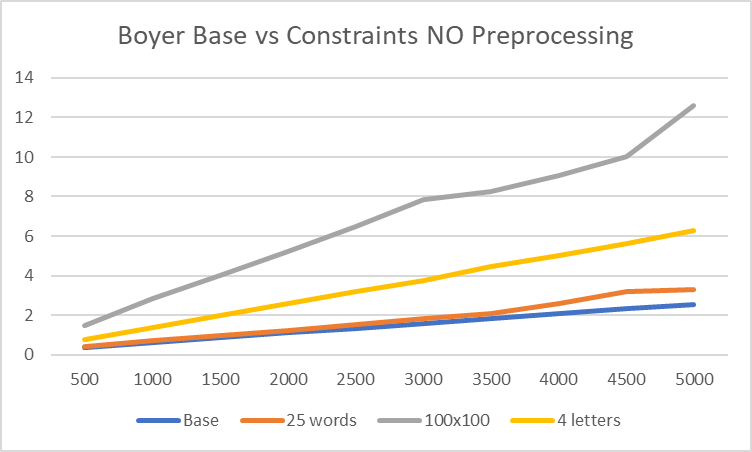 Boyer Base vs Constraints NO Preprocessing
14
12
10
8
6
4
2
0
500 1000 1500 2000 2500 3000 3500 4000 4500 5000
Base 25 words 100x100 4 letters